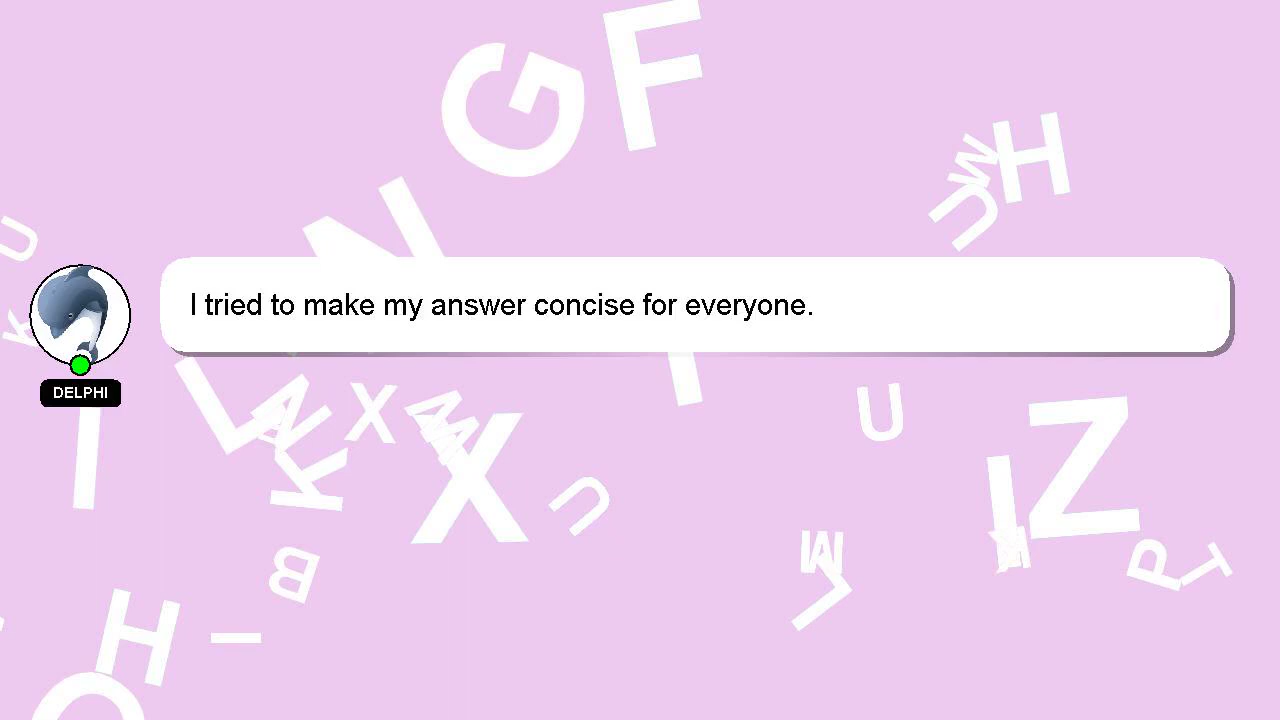 G F
W H
U
N
U
K
I tried to make my answer concise for everyone.
DELPHI
L
X
U
Z
K
X
I
U
I
B
M
K
P
T
L
H
I
O